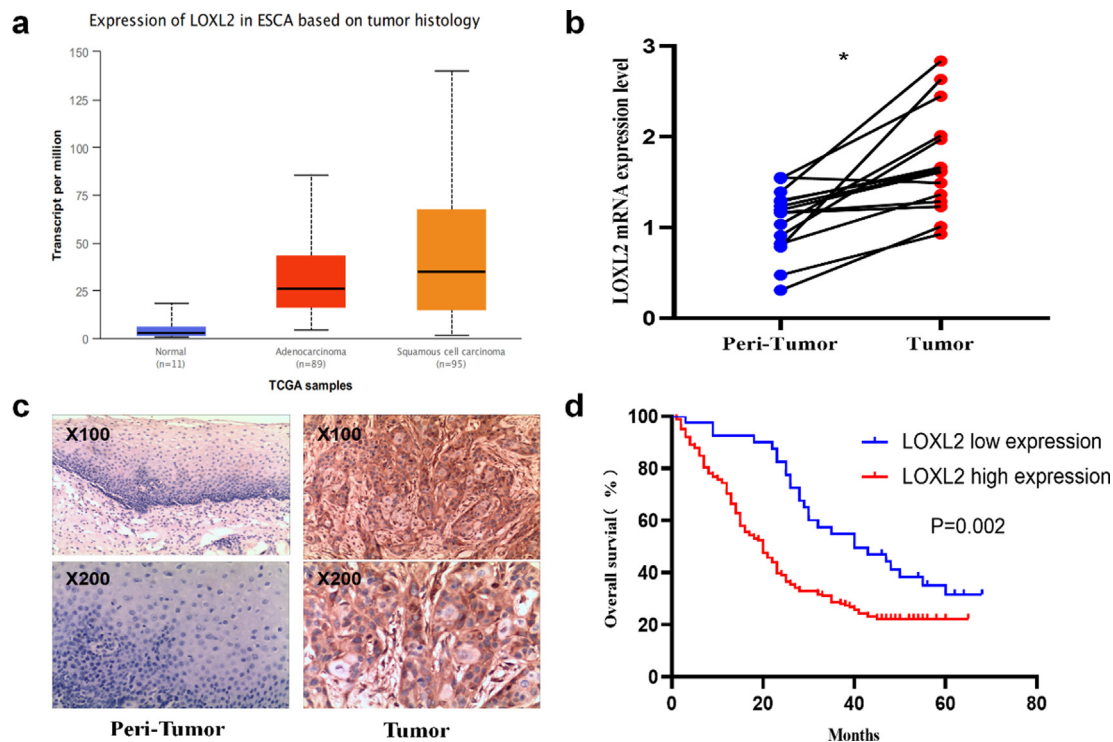 a
Expression of LOXL2 in ESCA based on tumor histology
150
125
100
75
50
25
0
Transcript per million
Normal
(n=11)
Adenocarcinoma
(n=89)
Squamous cell carcinoma
(n=95)
TCGA samples
b
3
2
1
0
LOXL2 mRNA expression level
*
Peri-Tumor
Tumor
c
X100
X100
X200
X200
Peri-Tumor
Tumor
d
100
80
60
40
20
0
Overall survial( %)
LOXL2 low expression
LOXL2 high expression
P=0.002
0
20
40
60
80
Months